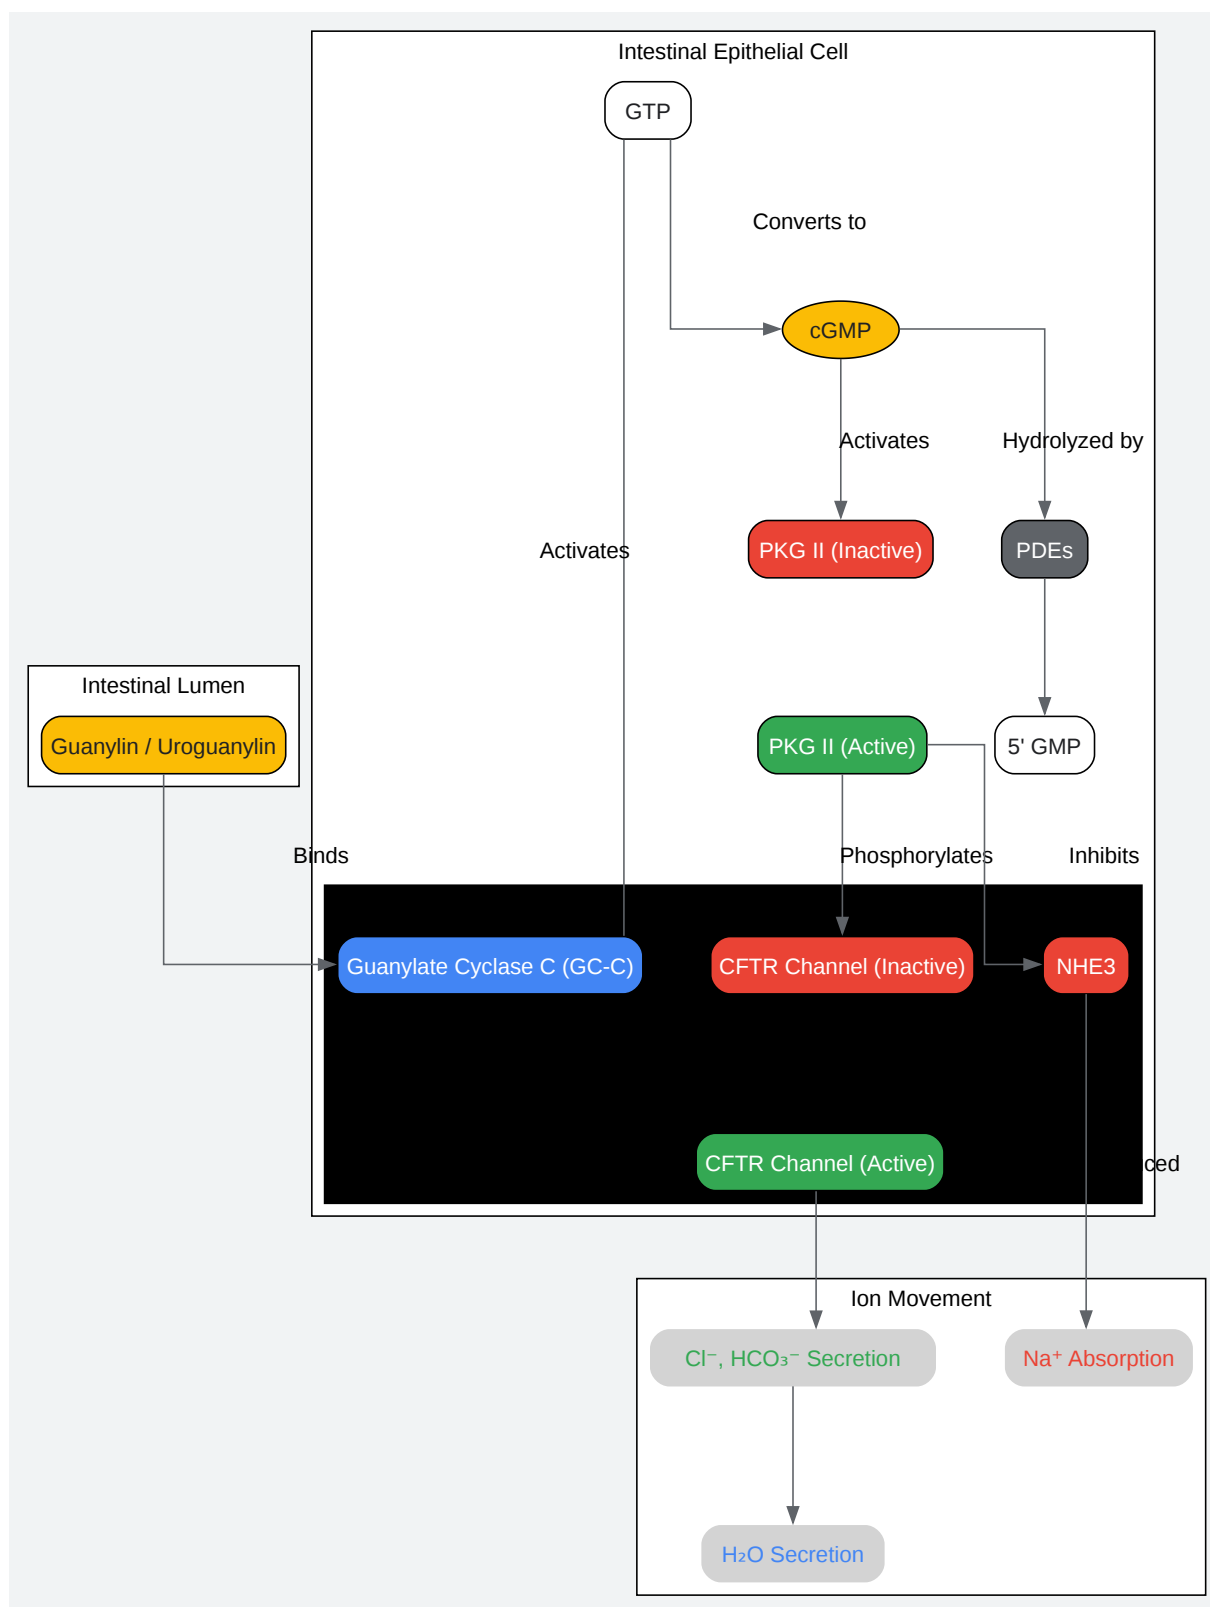 Intestinal Epithelial Cell
GTP
Converts to
cGMP
Activates
Hydrolyzed by
Activates
PKG II (Inactive)
PDEs
Intestinal Lumen
Guanylin / Uroguanylin
PKG II (Active)
5' GMP
Binds
Phosphorylates
Inhibits
Guanylate Cyclase C (GC-C)
CFTR Channel (Inactive)
NHE3
CFTR Channel (Active)
Ion Movement
Cl⁻, HCO₃⁻ Secretion
Na⁺ Absorption
H₂O Secretion